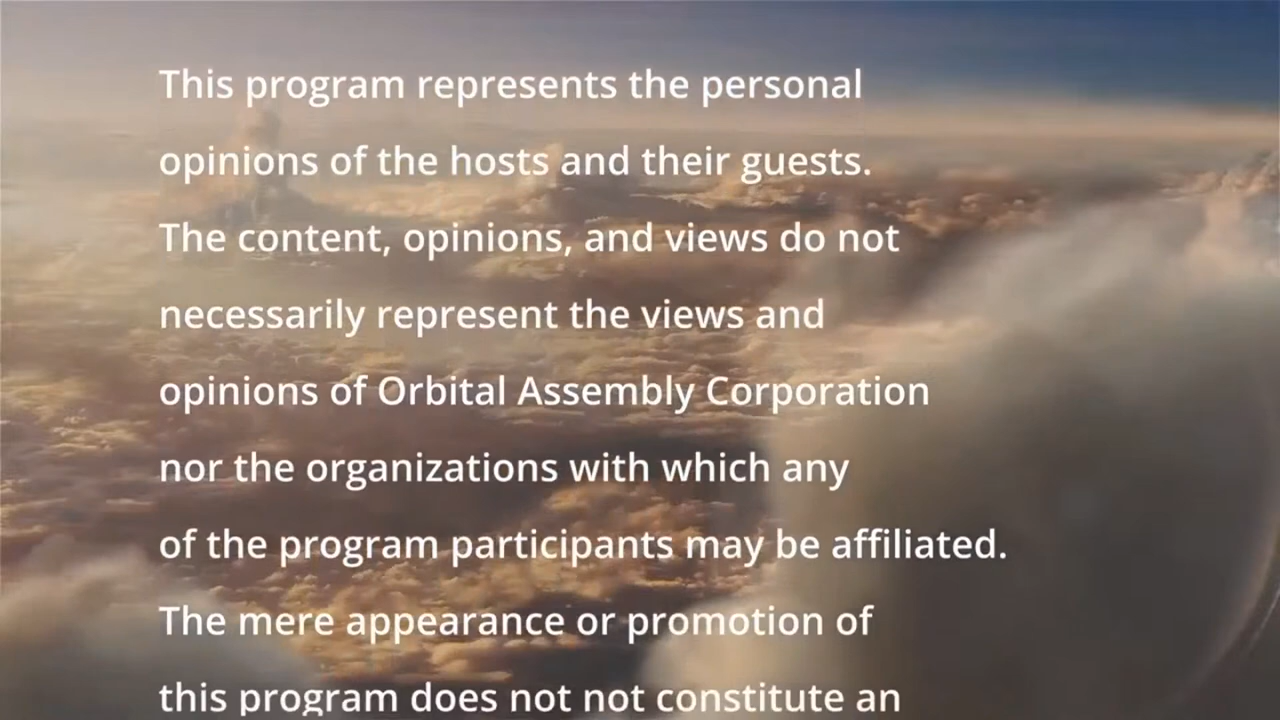 This program represents the personal
opinions of the hosts and their guests.
The content, opinions, and views do not
necessarily represent the views and
opinions of Orbital Assembly Corporation
nor the organizations with which any
of the program participants may be affiliated.
The mere appearance or promotion of
this program does not not constitute an